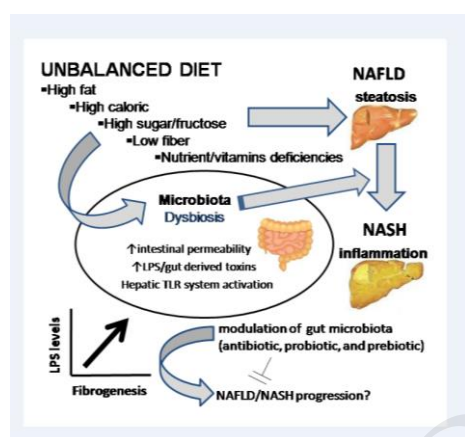 UNBALANCED DIET
▪High fat
▪High caloric
▪High sugar/fructose
▪Low fiber
▪Nutrient/vitamins deficiencies
NAFLD
steatosis
Microbiota
Dysbiosis
↑intestinal permeability
↑LPS/gut derived toxins
Hepatic TLR system activation
NASH
inflammation
LPS levels
Fibrogenesis
modulation of gut microbiota
(antibiotic, probiotic, and prebiotic)
NAFLD/NASH progression?